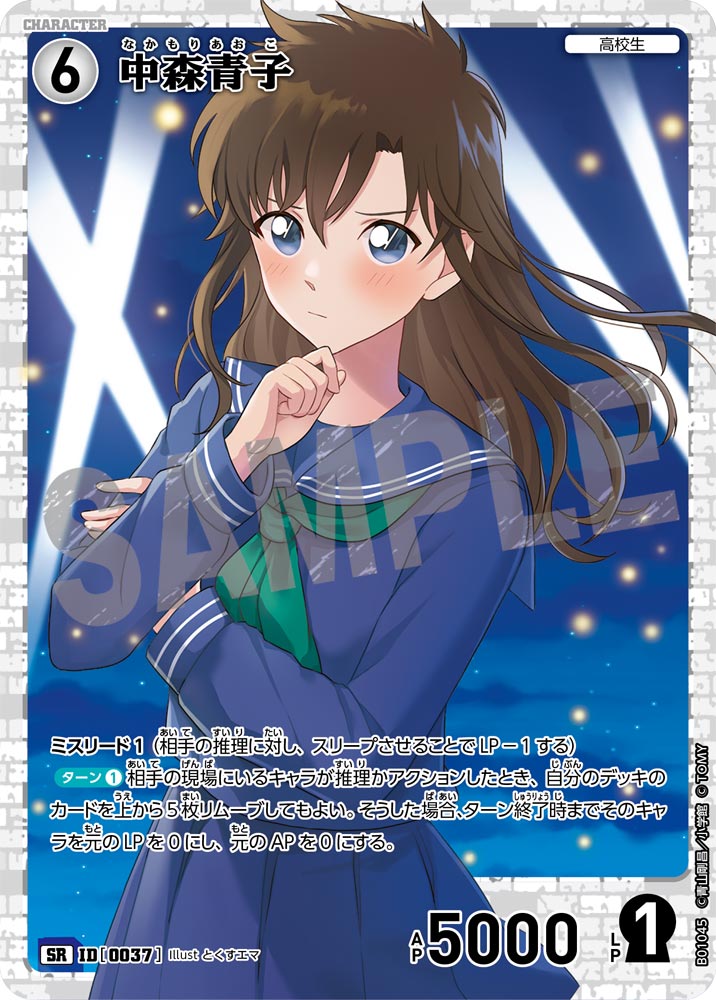 CHARACTER
6
なかもりあおこ
中森青子
高校生
SAMPLE
ミスリード1（相手の推理に対し、スリープさせることでLP－1する）
ターン1 相手の現場にいるキャラが推理かアクションしたとき、自分のデッキの
カードを上から5枚リムーブしてもよい。そうした場合、ターン終了時までそのキャ
ラを元のLPを0にし、元のAPを0にする。
SR ID[0037] Illust とくすエマ
AP 5000
LP 1
B01045 ©青山剛昌／小学館 ©TOMY